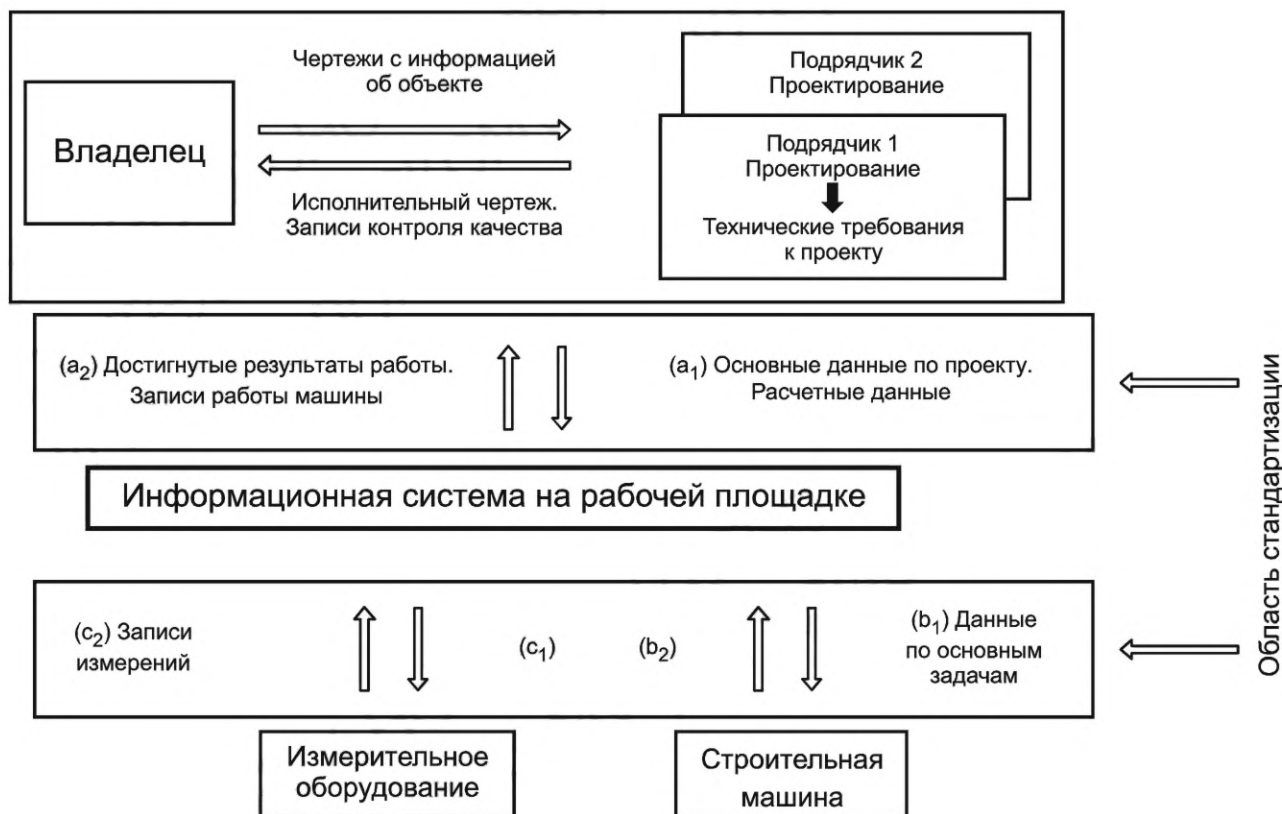 Чертежи с информацией
об объекте
Владелец
Исполнительный чертеж.
Записи контроля качества
Подрядчик 2
Проектирование
Подрядчик 1
Проектирование
Технические требования
к проекту
(a2) Достигнутые результаты работы.
Записи работы машины
(a1) Основные данные по проекту.
Расчетные данные
Информационная система на рабочей площадке
(c2) Записи
измерений
(c1)
(b2)
(b1) Данные
по основным
задачам
Измерительное
оборудование
Строительная
машина
Область стандартизации